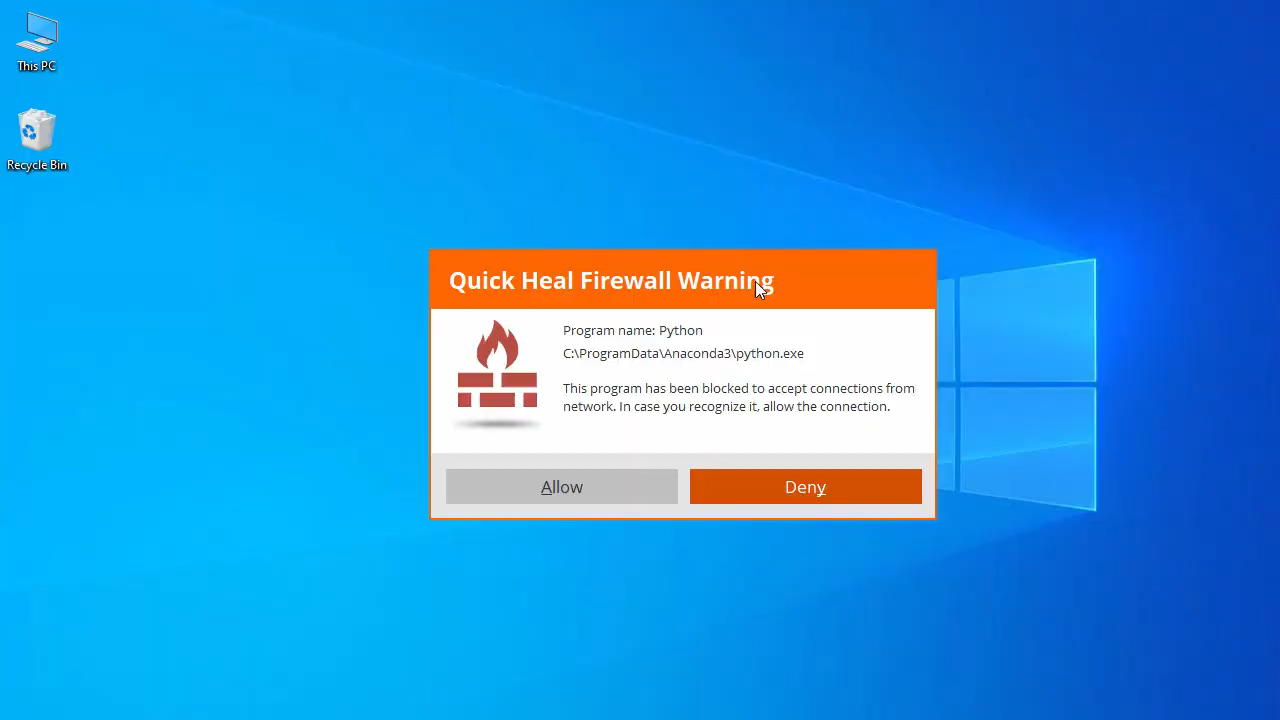 This PC
Recycle Bin
Quick Heal Firewall Warning
Program name: Python
C:\ProgramData\Anaconda3\python.exe
This program has been blocked to accept connections from
network. In case you recognize it, allow the connection.
Allow
Deny